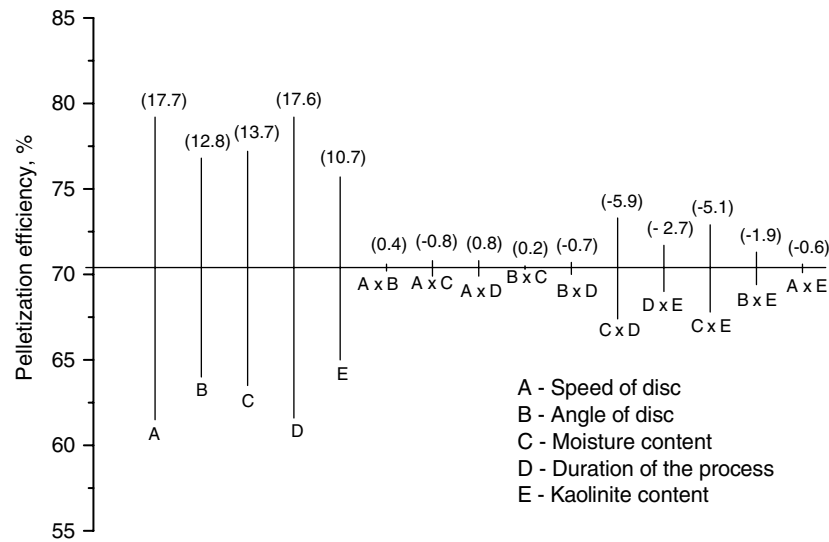 85
80
75
70
65
60
55
Pelletization efficiency, %
(17.7)
(12.8)
(13.7)
(17.6)
(10.7)
(0.4)
(-0.8)
(0.8)
(0.2)
(-0.7)
(-5.9)
(- 2.7)
(-5.1)
(-1.9)
(-0.6)
A
B
C
D
E
A x B
A x C
A x D
B x C
B x D
C x D
D x E
C x E
B x E
A x E
A - Speed of disc
B - Angle of disc
C - Moisture content
D - Duration of the process
E - Kaolinite content